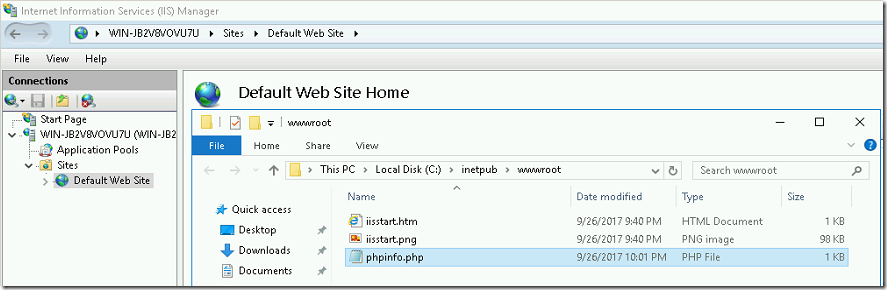 Internet Information Services (IIS) Manager
WIN-JB2V8VOVU7U Sites Default Web Site
File View Help
Connections
Start Page
WIN-JB2V8VOVU7U (WIN-JB2
Application Pools
Sites
Default Web Site
Default Web Site Home
wwwroot
File Home Share View
This PC Local Disk (C:) inetpub wwwroot Search wwwroot
Quick access
Desktop
Downloads
Documents
Name Date modified Type Size
iisstart.htm 9/26/2017 9:40 PM HTML Document 1 KB
iisstart.png 9/26/2017 9:40 PM PNG image 98 KB
phpinfo.php 9/26/2017 10:01 PM PHP File 1 KB